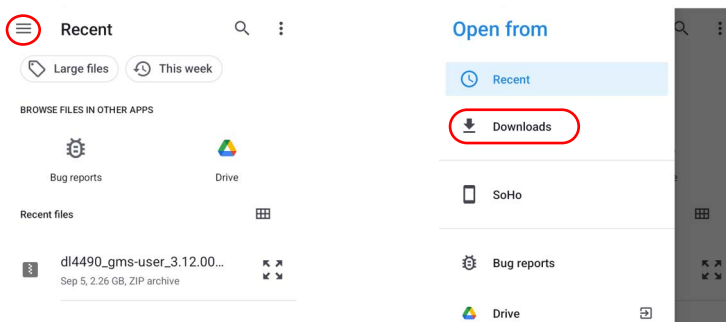 Recent
Large files
This week
BROWSE FILES IN OTHER APPS
Bug reports
Drive
Recent files
dl4490_gms-user_3.12.00...
Sep 5, 2.26 GB, ZIP archive
Open from
Recent
Downloads
SoHo
Bug reports
Drive